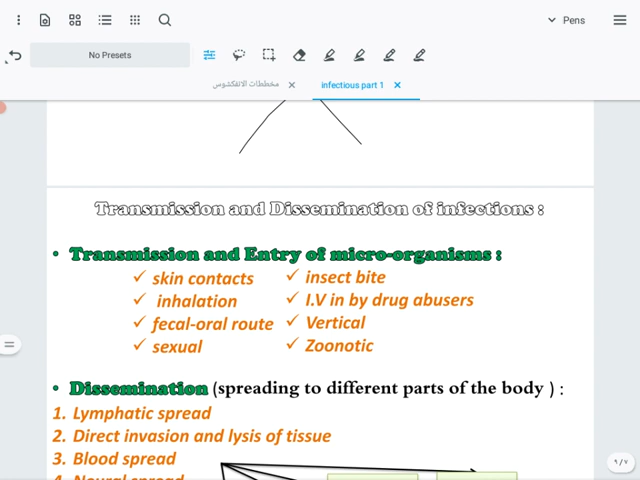 Pens
No Presets
مخططات الانفكشوس
infectious part 1
Transmission and Dissemination of infections :
• Transmission and Entry of micro-organisms :
✓ skin contacts ✓ insect bite
✓ inhalation ✓ I.V in by drug abusers
✓ fecal-oral route ✓ Vertical
✓ sexual ✓ Zoonotic
• Dissemination (spreading to different parts of the body ) :
1. Lymphatic spread
2. Direct invasion and lysis of tissue
3. Blood spread
4. Neural spread
٩/٧